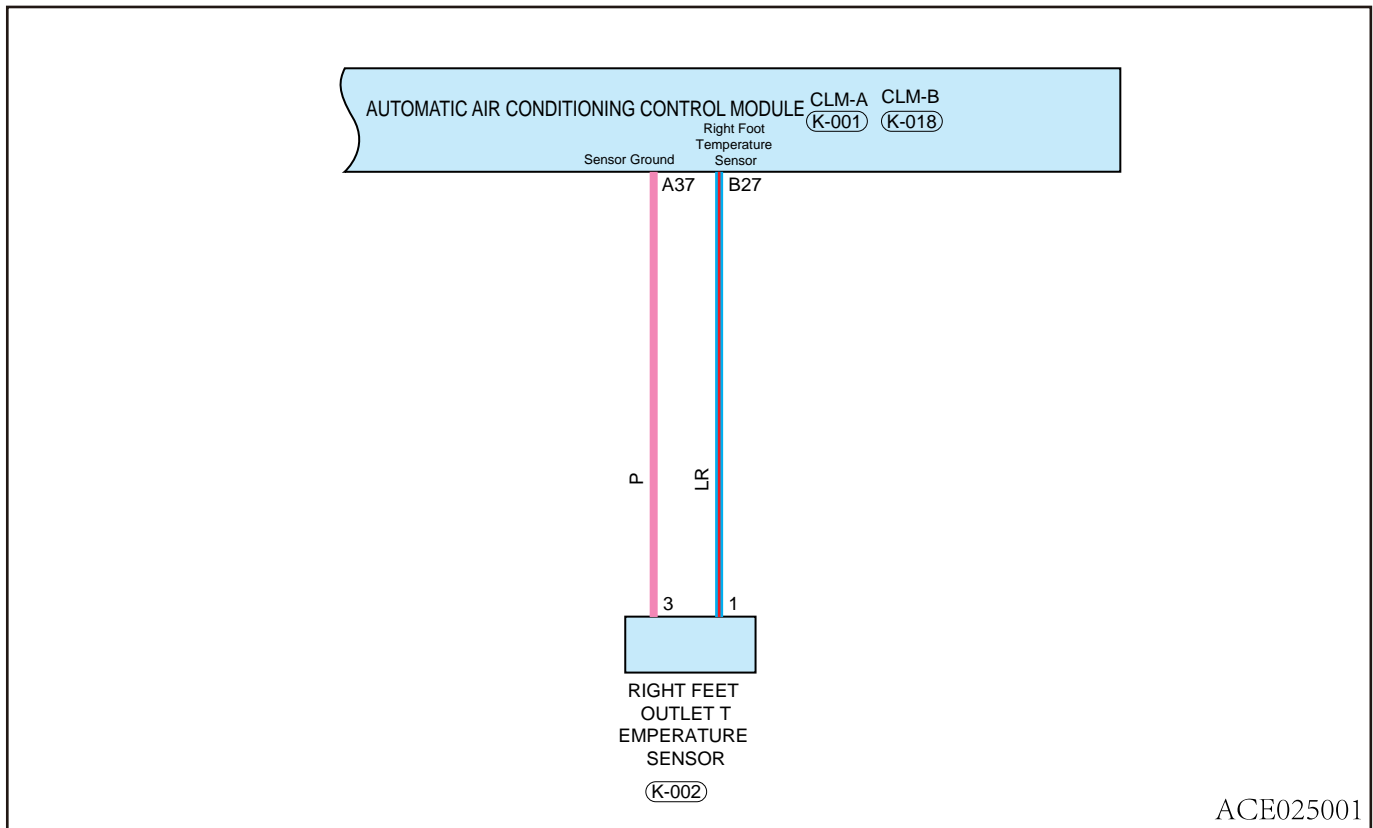 AUTOMATIC AIR CONDITIONING CONTROL MODULE
CLM-A CLM-B
K-001 K-018
Right Foot
Temperature
Sensor
Sensor Ground
A37 B27
P LR
3 1
RIGHT FEET
OUTLET T
EMPERATURE
SENSOR
K-002
ACE025001